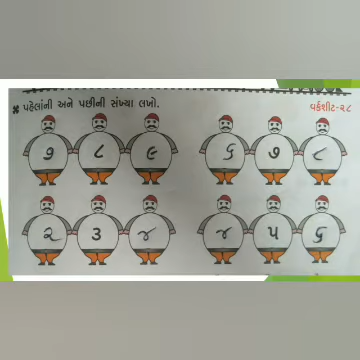 પહેલાંની અને પછીની સંખ્યા લખો.
વર્કશીટ-૨૮
૭ ૮ ૯
૬ ૭ ૮
૨ ૩ ૪
૪ ૫ ૬